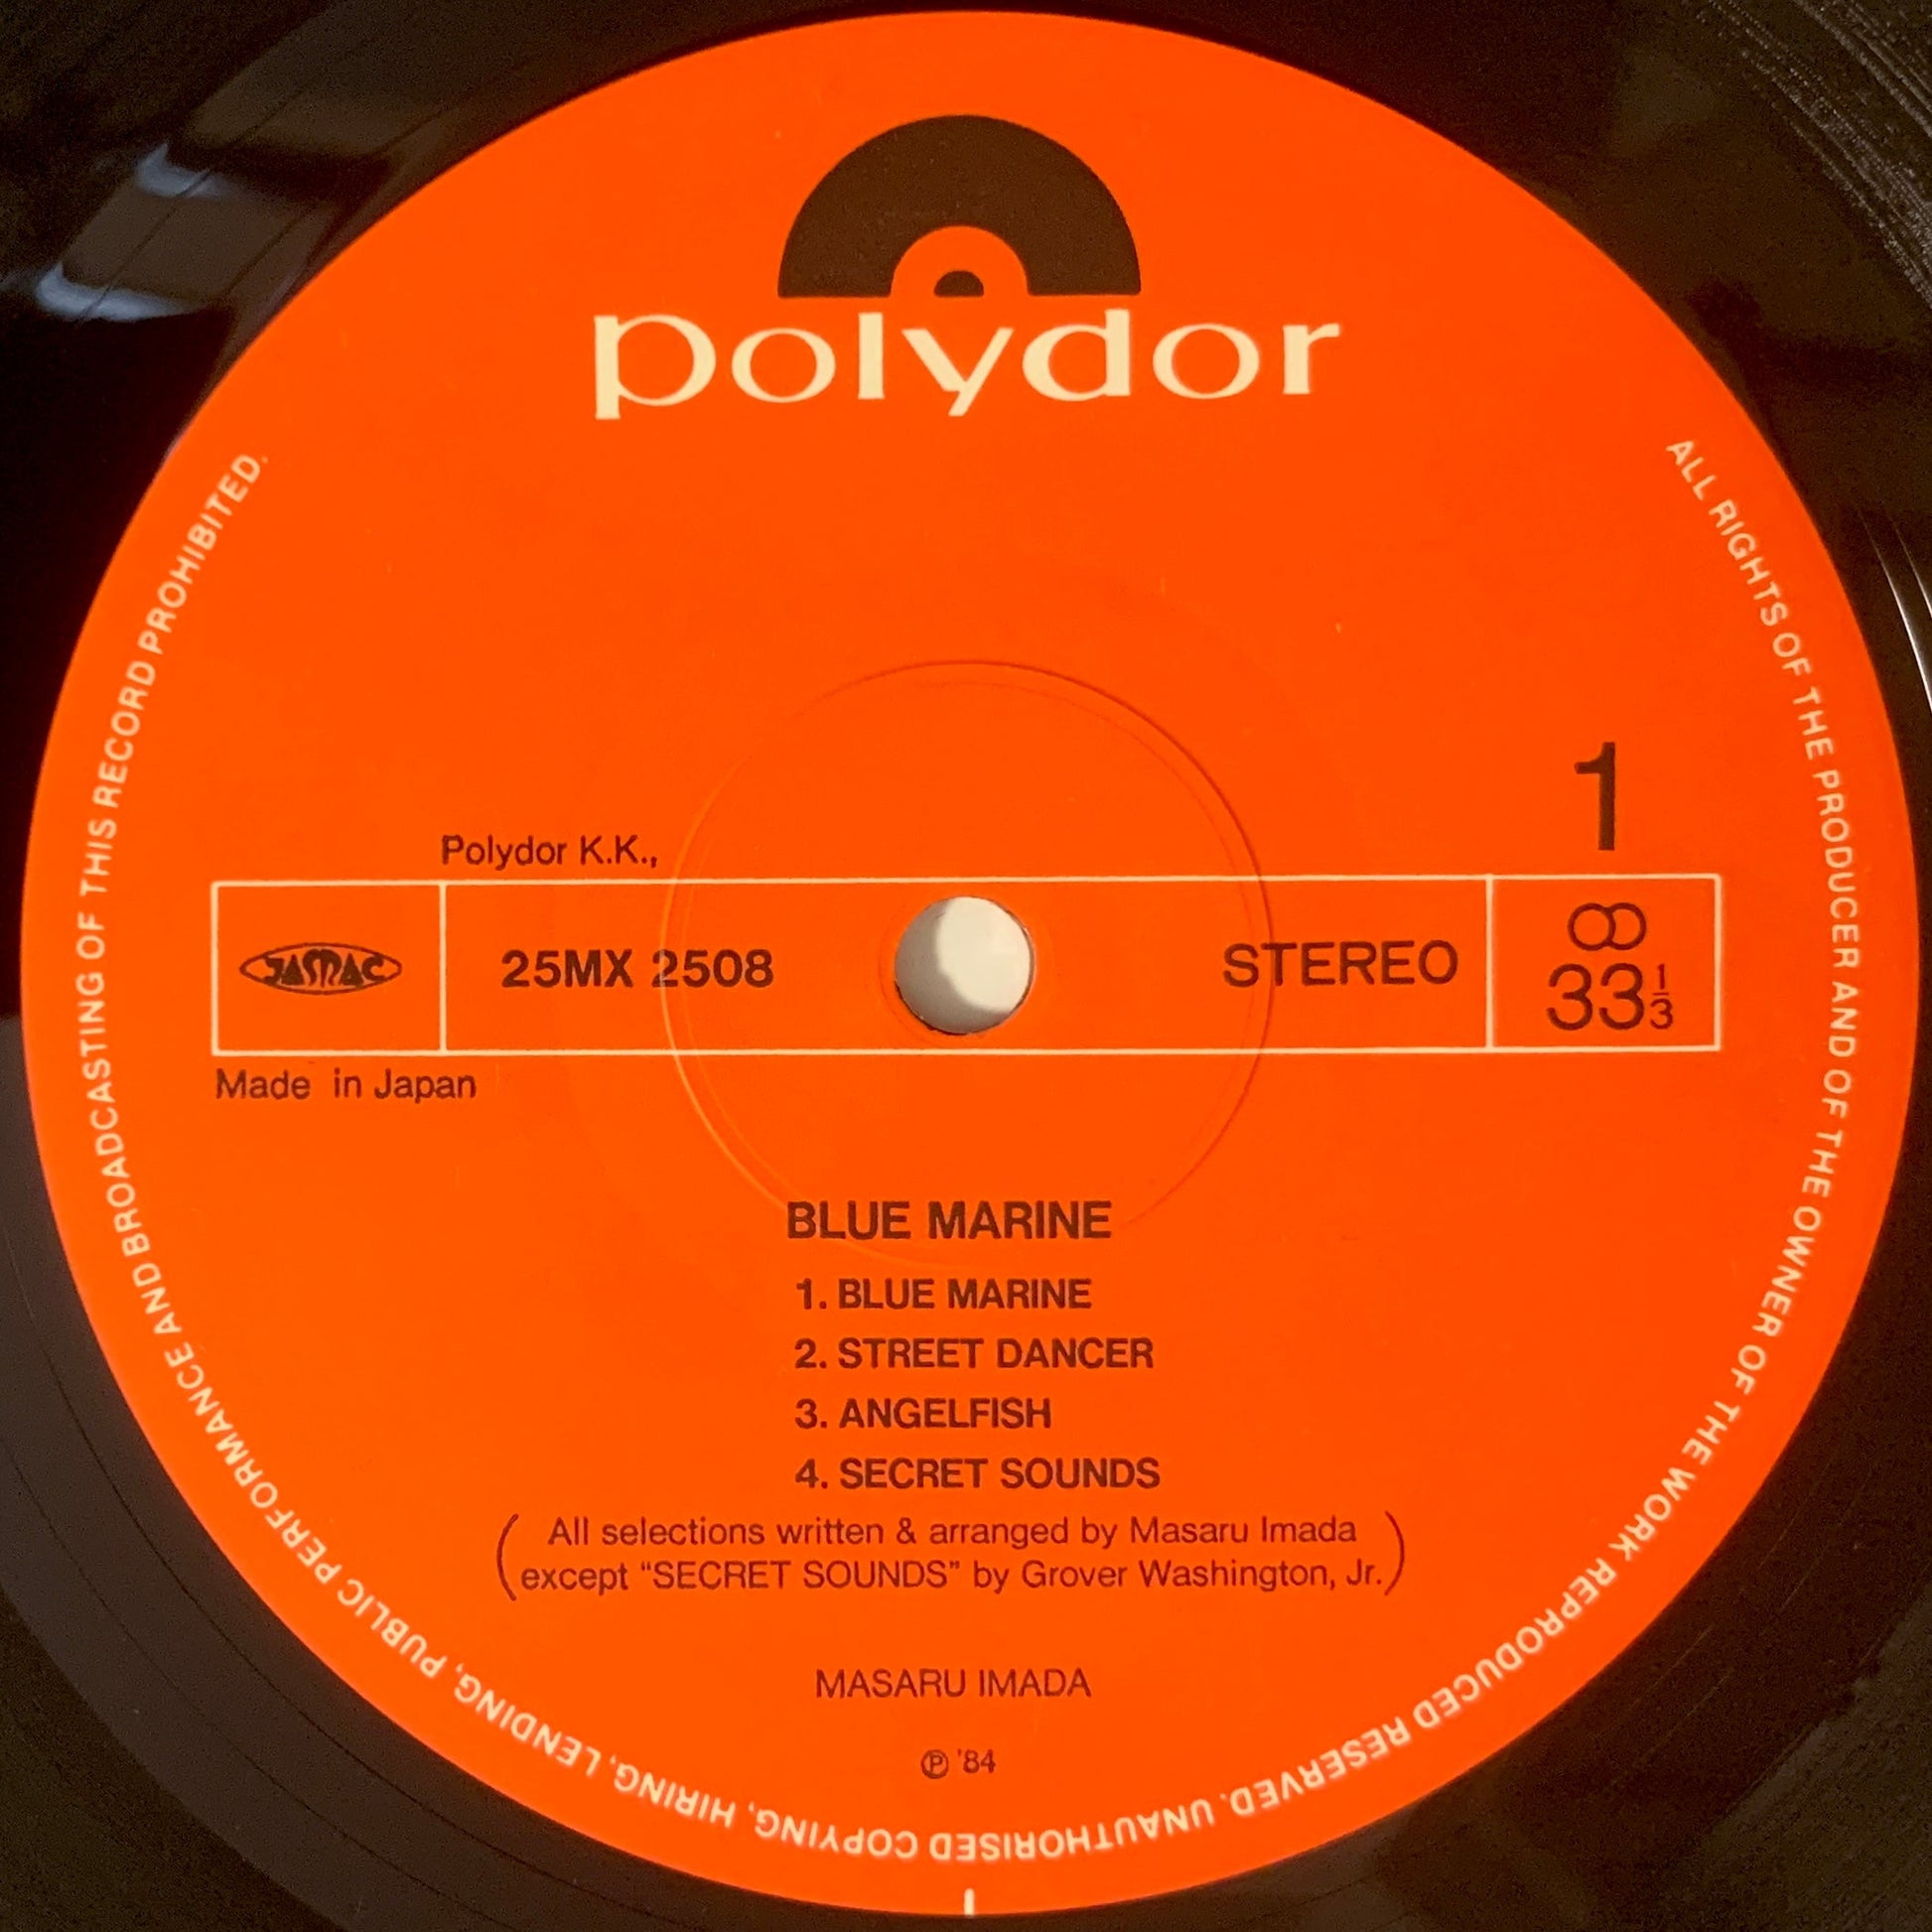 polydor
1
Polydor K.K.,
JASRAC
25MX 2508
STEREO
33 1/3
Made in Japan
BLUE MARINE
1. BLUE MARINE
2. STREET DANCER
3. ANGELFISH
4. SECRET SOUNDS
(All selections written & arranged by Masaru Imada
except “SECRET SOUNDS” by Grover Washington, Jr.)
MASARU IMADA
℗ '84
ALL RIGHTS OF THE PRODUCER AND OF THE OWNER OF THE WORK REPRODUCED RESERVED. UNAUTHORISED COPYING, HIRING, LENDING, PUBLIC PERFORMANCE AND BROADCASTING OF THIS RECORD PROHIBITED.